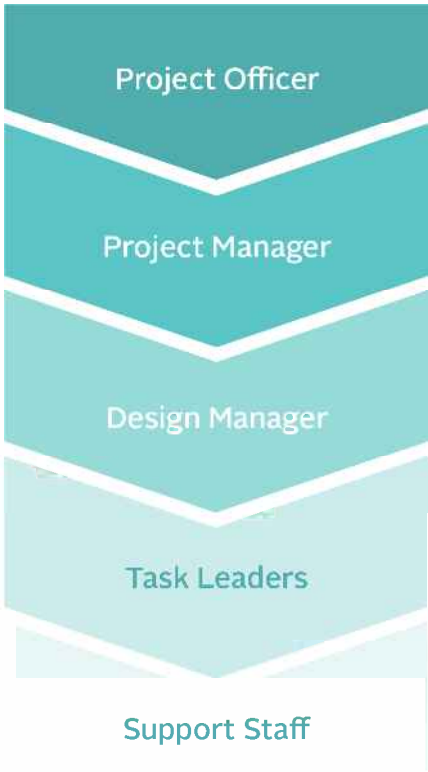 Project Officer
Project Manager
Design Manager
Task Leaders
Support Staff